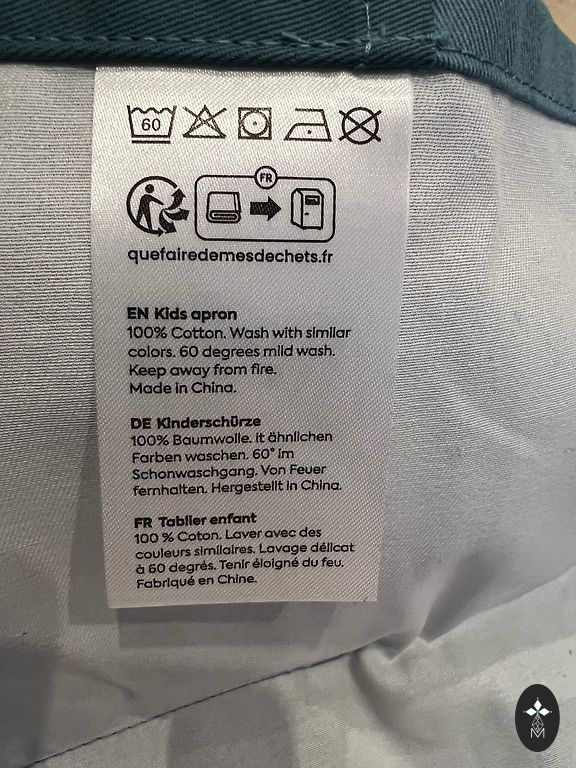 60
FR
quefairedemesdechets.fr
EN Kids apron
100% Cotton. Wash with similar
colors. 60 degrees mild wash.
Keep away from fire.
Made in China.
DE Kinderschürze
100% Baumwolle. it ähnlichen
Farben waschen. 60° im
Schonwaschgang. Von Feuer
fernhalten. Hergestellt in China.
FR Tablier enfant
100 % Coton. Laver avec des
couleurs similaires. Lavage délicat
à 60 degrés. Tenir éloigné du feu.
Fabriqué en Chine.
M